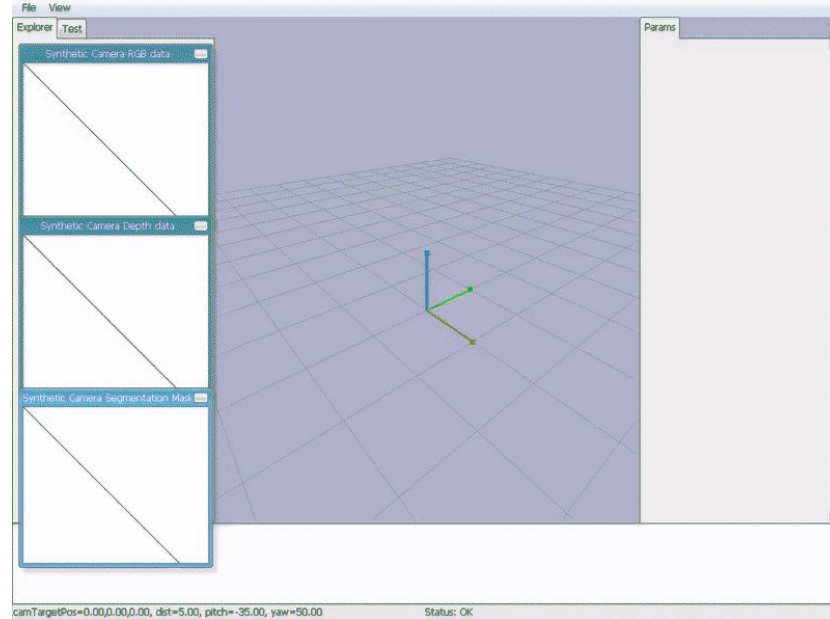 File View
Explorer Test
Params
Synthetic Camera RGB data
Synthetic Camera Depth data
Synthetic Camera Segmentation Mask
camTargetPos=0.00,0.00,0.00, dist=5.00, pitch=-35.00, yaw=50.00 Status: OK